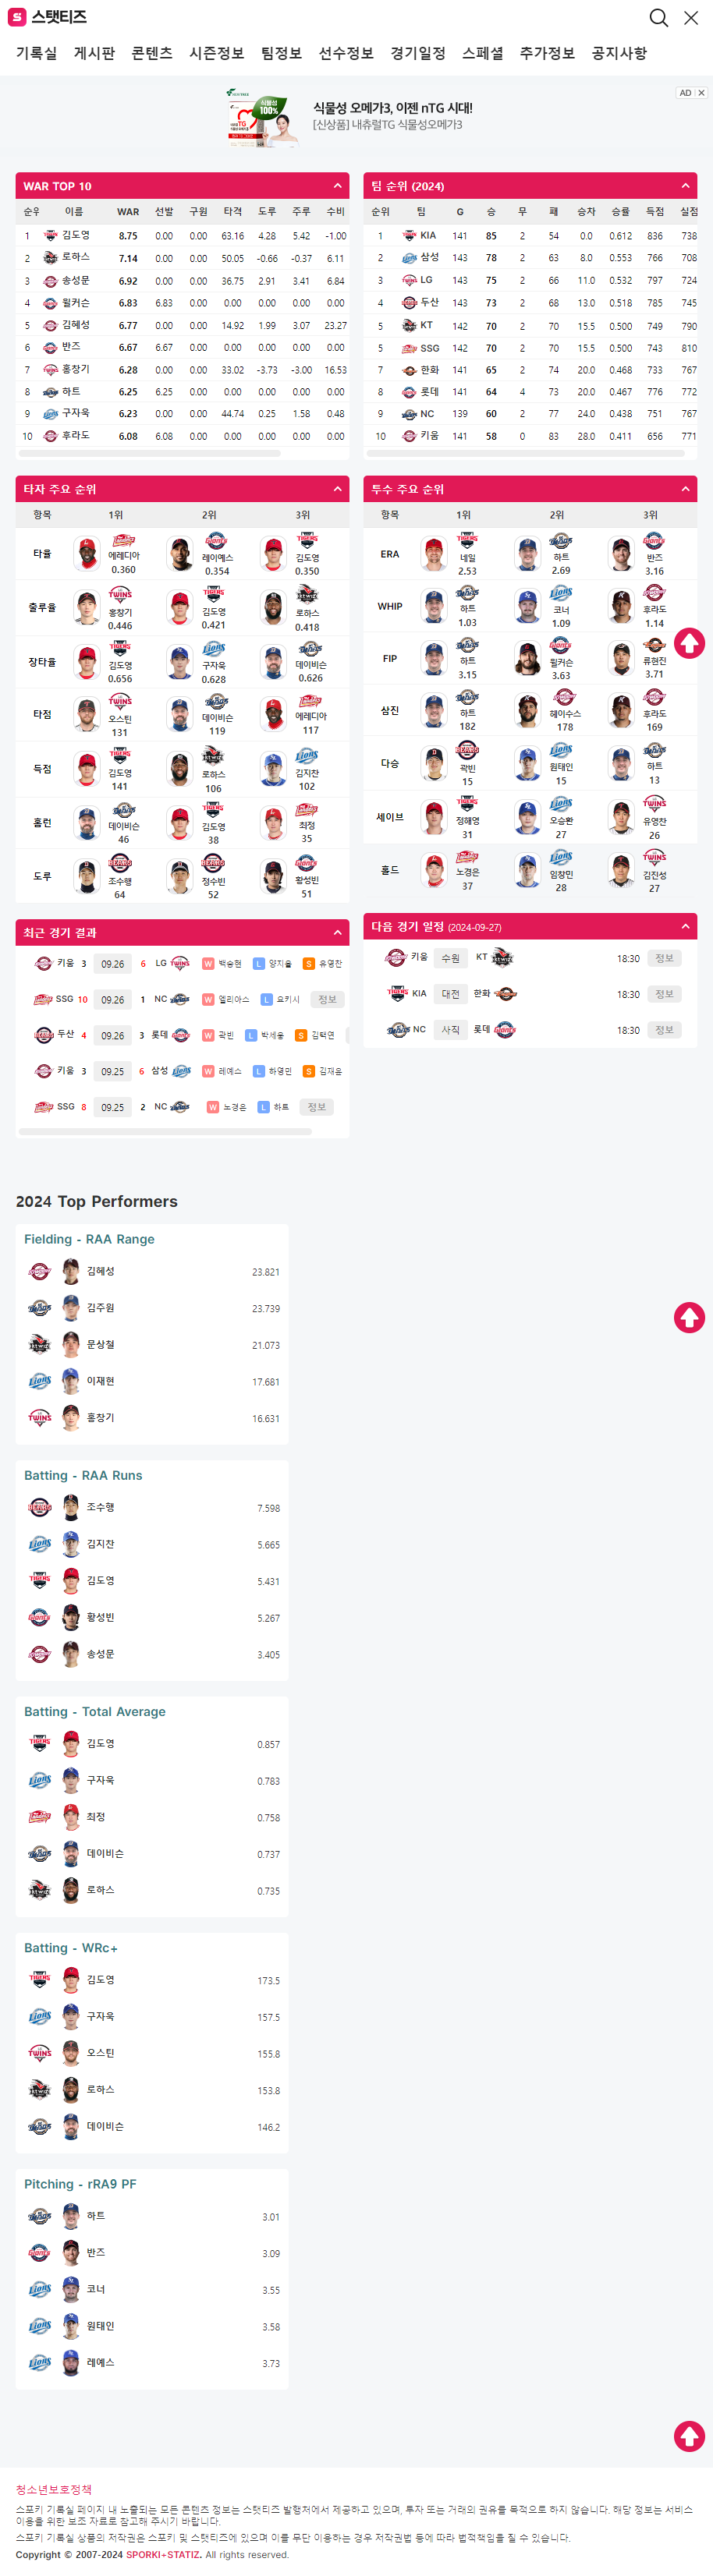 스탯티즈
기록실 게시판 콘텐츠 시즌정보 팀정보 선수정보 경기일정 스페셜 추가정보 공지사항
식물성 100%
식물성 오메가3, 이젠 nTG 시대!
[신상품] 내츄럴TG 식물성오메가3
AD
WAR TOP 10
순위 이름 WAR 선발 구원 타격 도루 주루 수비
1 김도영 8.75 0.00 0.00 63.16 4.28 5.42 -1.00
2 로하스 7.14 0.00 0.00 50.05 -0.66 -0.37 6.11
3 송성문 6.92 0.00 0.00 36.75 2.91 3.41 6.84
4 윌커슨 6.83 6.83 0.00 0.00 0.00 0.00 0.00
5 김혜성 6.77 0.00 0.00 14.92 1.99 3.07 23.27
6 반즈 6.67 6.67 0.00 0.00 0.00 0.00 0.00
7 홍창기 6.28 0.00 0.00 33.02 -3.73 -3.00 16.53
8 하트 6.25 6.25 0.00 0.00 0.00 0.00 0.00
9 구자욱 6.23 0.00 0.00 44.74 0.25 1.58 0.48
10 후라도 6.08 6.08 0.00 0.00 0.00 0.00 0.00
팀 순위 (2024)
순위 팀 G 승 무 패 승차 승률 득점 실점
1 KIA 141 85 2 54 0.0 0.612 836 738
2 삼성 143 78 2 63 8.0 0.553 766 708
3 LG 143 75 2 66 11.0 0.532 797 724
4 두산 143 73 2 68 13.0 0.518 785 745
5 KT 142 70 2 70 15.5 0.500 749 790
5 SSG 142 70 2 70 15.5 0.500 743 810
7 한화 141 65 2 74 20.0 0.468 733 767
8 롯데 141 64 4 73 20.0 0.467 776 772
9 NC 139 60 2 77 24.0 0.438 751 767
10 키움 141 58 0 83 28.0 0.411 656 771
타자 주요 순위
항목 1위 2위 3위
타율 에레디아 0.360 레이예스 0.354 김도영 0.350
출루율 홍창기 0.446 김도영 0.421 로하스 0.418
장타율 김도영 0.656 구자욱 0.628 데이비슨 0.626
타점 오스틴 131 데이비슨 119 에레디아 117
득점 김도영 141 로하스 106 김지찬 102
홈런 데이비슨 46 김도영 38 최정 35
도루 조수행 64 정수빈 52 황성빈 51
투수 주요 순위
항목 1위 2위 3위
ERA 네일 2.53 하트 2.69 반즈 3.16
WHIP 하트 1.03 코너 1.09 후라도 1.14
FIP 하트 3.15 윌커슨 3.63 류현진 3.71
삼진 하트 182 헤이수스 178 후라도 169
다승 곽빈 15 원태인 15 하트 13
세이브 정해영 31 오승환 27 유영찬 26
홀드 노경은 37 임창민 28 김진성 27
최근 경기 결과
키움 3 09.26 6 LG W 백승현 L 양지율 S 유영찬
SSG 10 09.26 1 NC W 엘리아스 L 요키시 정보
두산 4 09.26 3 롯데 W 곽빈 L 박세웅 S 김택연
키움 3 09.25 6 삼성 W 레예스 L 하영민 S 김재윤
SSG 8 09.25 2 NC W 노경은 L 하트 정보
다음 경기 일정 (2024-09-27)
키움 수원 KT 18:30 정보
KIA 대전 한화 18:30 정보
NC 사직 롯데 18:30 정보
2024 Top Performers
Fielding - RAA Range
김혜성 23.821
김주원 23.739
문상철 21.073
이재현 17.681
홍창기 16.631
Batting - RAA Runs
조수행 7.598
김지찬 5.665
김도영 5.431
황성빈 5.267
송성문 3.405
Batting - Total Average
김도영 0.857
구자욱 0.783
최정 0.758
데이비슨 0.737
로하스 0.735
Batting - WRc+
김도영 173.5
구자욱 157.5
오스틴 155.8
로하스 153.8
데이비슨 146.2
Pitching - rRA9 PF
하트 3.01
반즈 3.09
코너 3.55
원태인 3.58
레예스 3.73
청소년보호정책
스포키 기록실 페이지 내 노출되는 모든 콘텐츠 정보는 스탯티즈 발행처에서 제공하고 있으며, 투자 또는 거래의 권유를 목적으로 하지 않습니다. 해당 정보는 서비스
이용을 위한 보조 자료로 참고해 주시기 바랍니다.
스포키 기록실 상품의 저작권은 스포키 및 스탯티즈에 있으며 이를 무단 이용하는 경우 저작권법 등에 따라 법적책임을 질 수 있습니다.
Copyright © 2007-2024 SPORKI+STATIZ. All rights reserved.